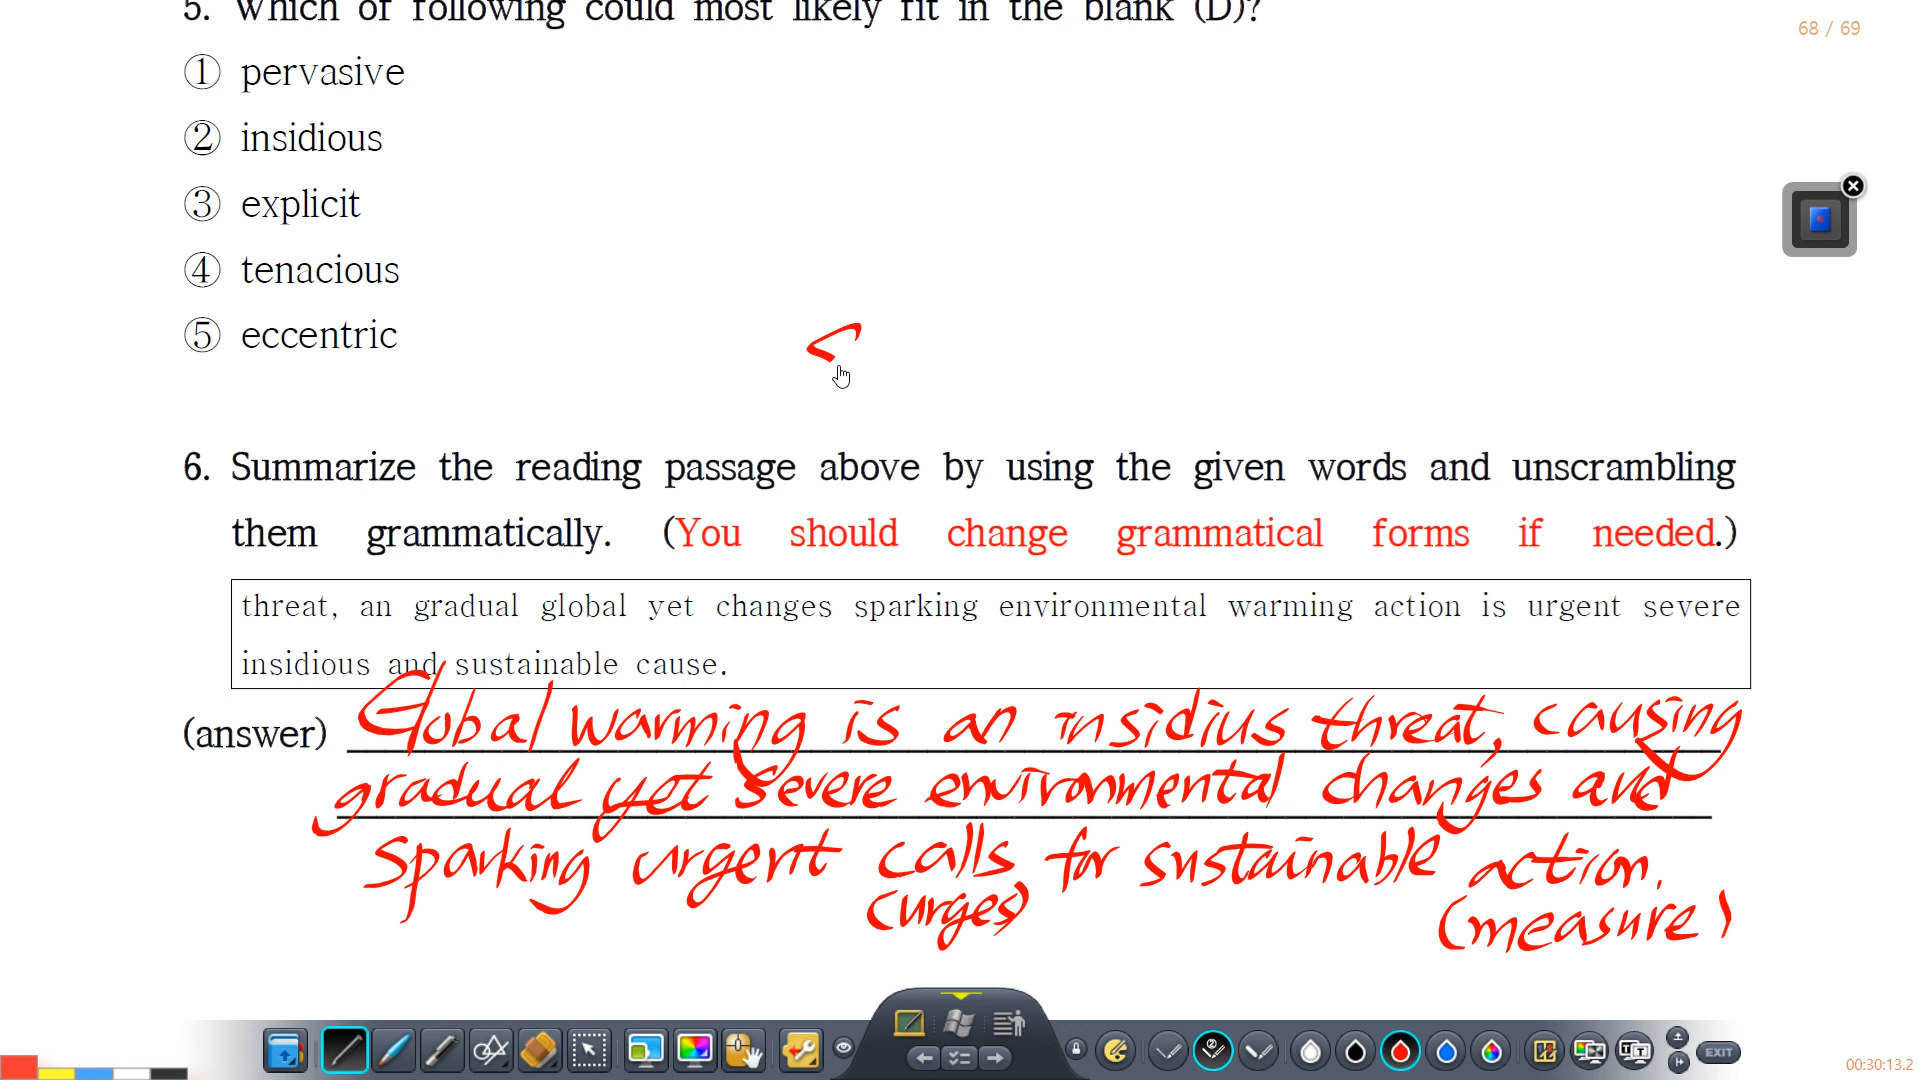 5. Which of following could most likely fit in the blank (D)?
68 / 69
① pervasive
② insidious
③ explicit
④ tenacious
⑤ eccentric
6. Summarize the reading passage above by using the given words and unscrambling
them grammatically. (You should change grammatical forms if needed.)
threat, an gradual global yet changes sparking environmental warming action is urgent severe
insidious and sustainable cause.
(answer) Global warming is an insidius threat, causing
gradual yet severe environmental changes and
sparking urgent calls for sustainable action.
(urges) (measure)
EXIT
00:30:13.2